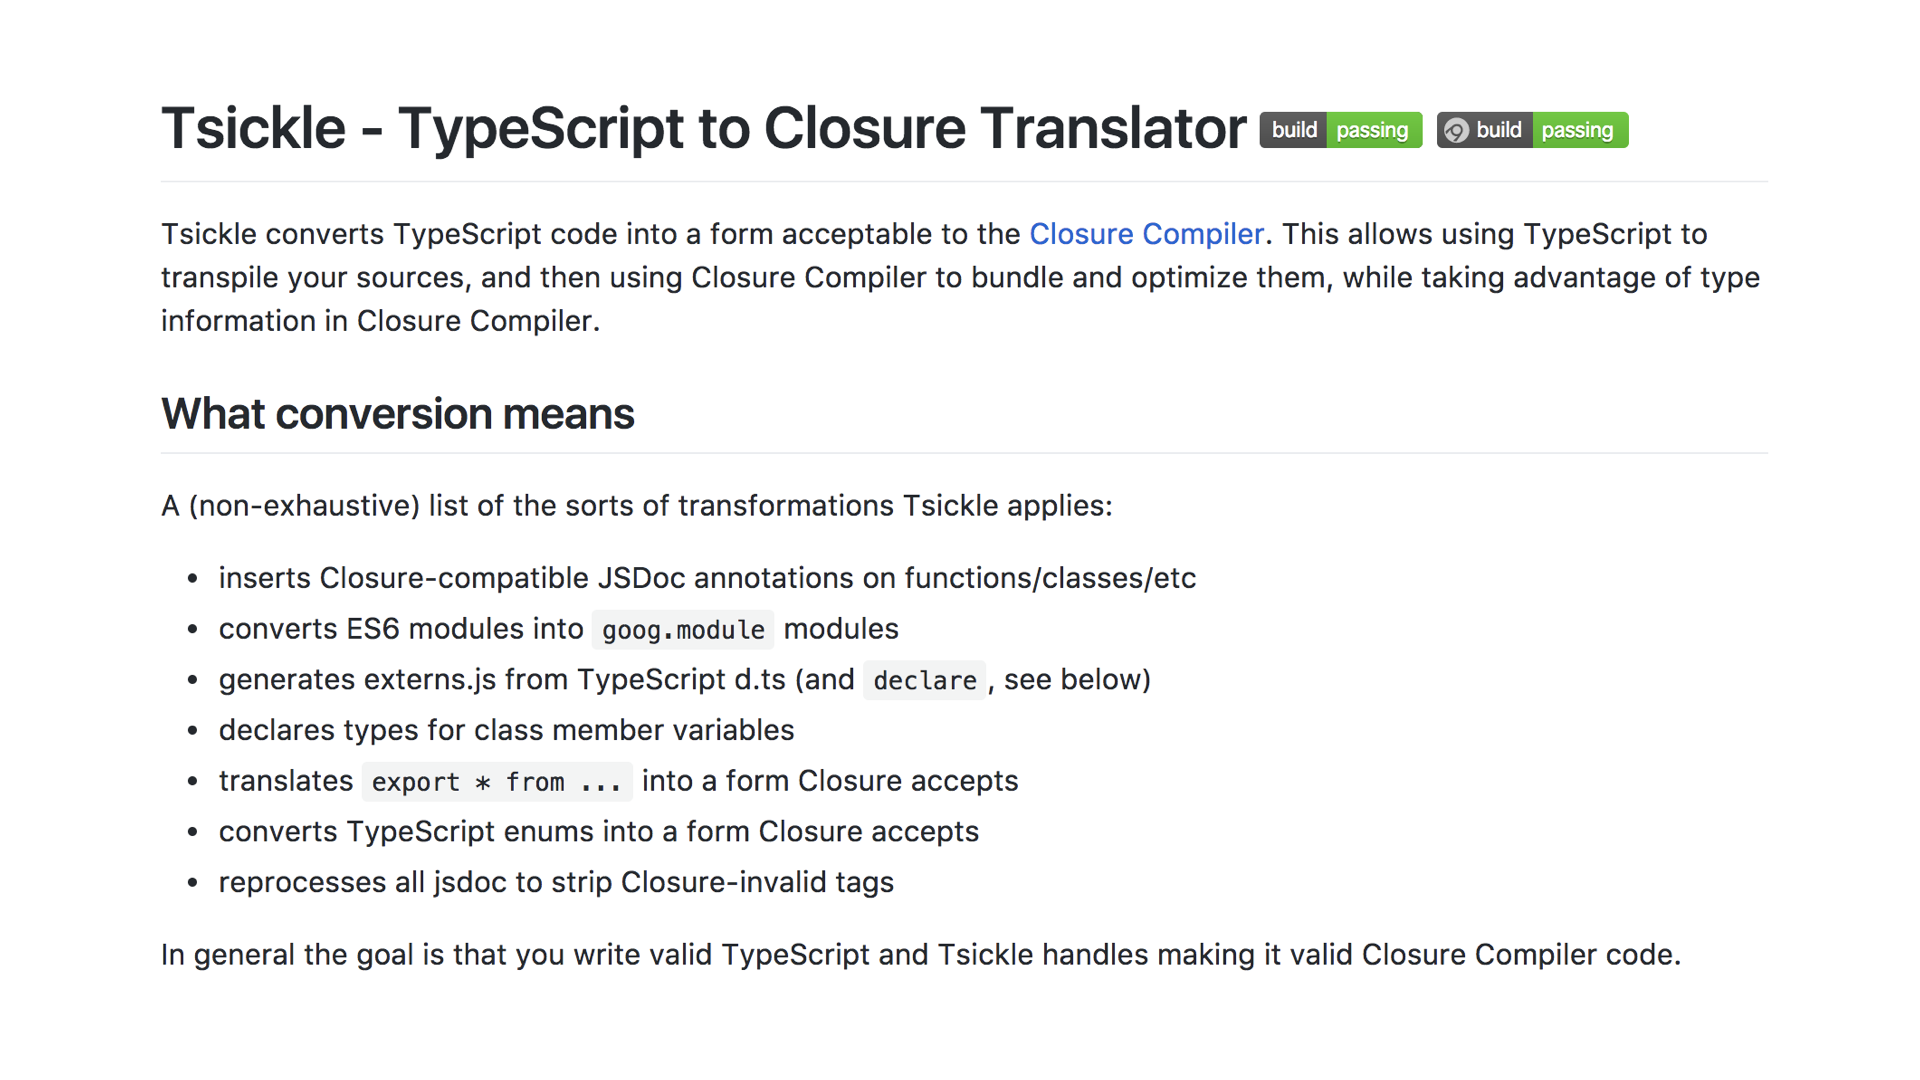 Tsickle - TypeScript to Closure Translator build passing build passing
Tsickle converts TypeScript code into a form acceptable to the Closure Compiler. This allows using TypeScript to
transpile your sources, and then using Closure Compiler to bundle and optimize them, while taking advantage of type
information in Closure Compiler.
What conversion means
A (non-exhaustive) list of the sorts of transformations Tsickle applies:
• inserts Closure-compatible JSDoc annotations on functions/classes/etc
• converts ES6 modules into goog.module modules
• generates externs.js from TypeScript d.ts (and declare, see below)
• declares types for class member variables
• translates export * from ... into a form Closure accepts
• converts TypeScript enums into a form Closure accepts
• reprocesses all jsdoc to strip Closure-invalid tags
In general the goal is that you write valid TypeScript and Tsickle handles making it valid Closure Compiler code.